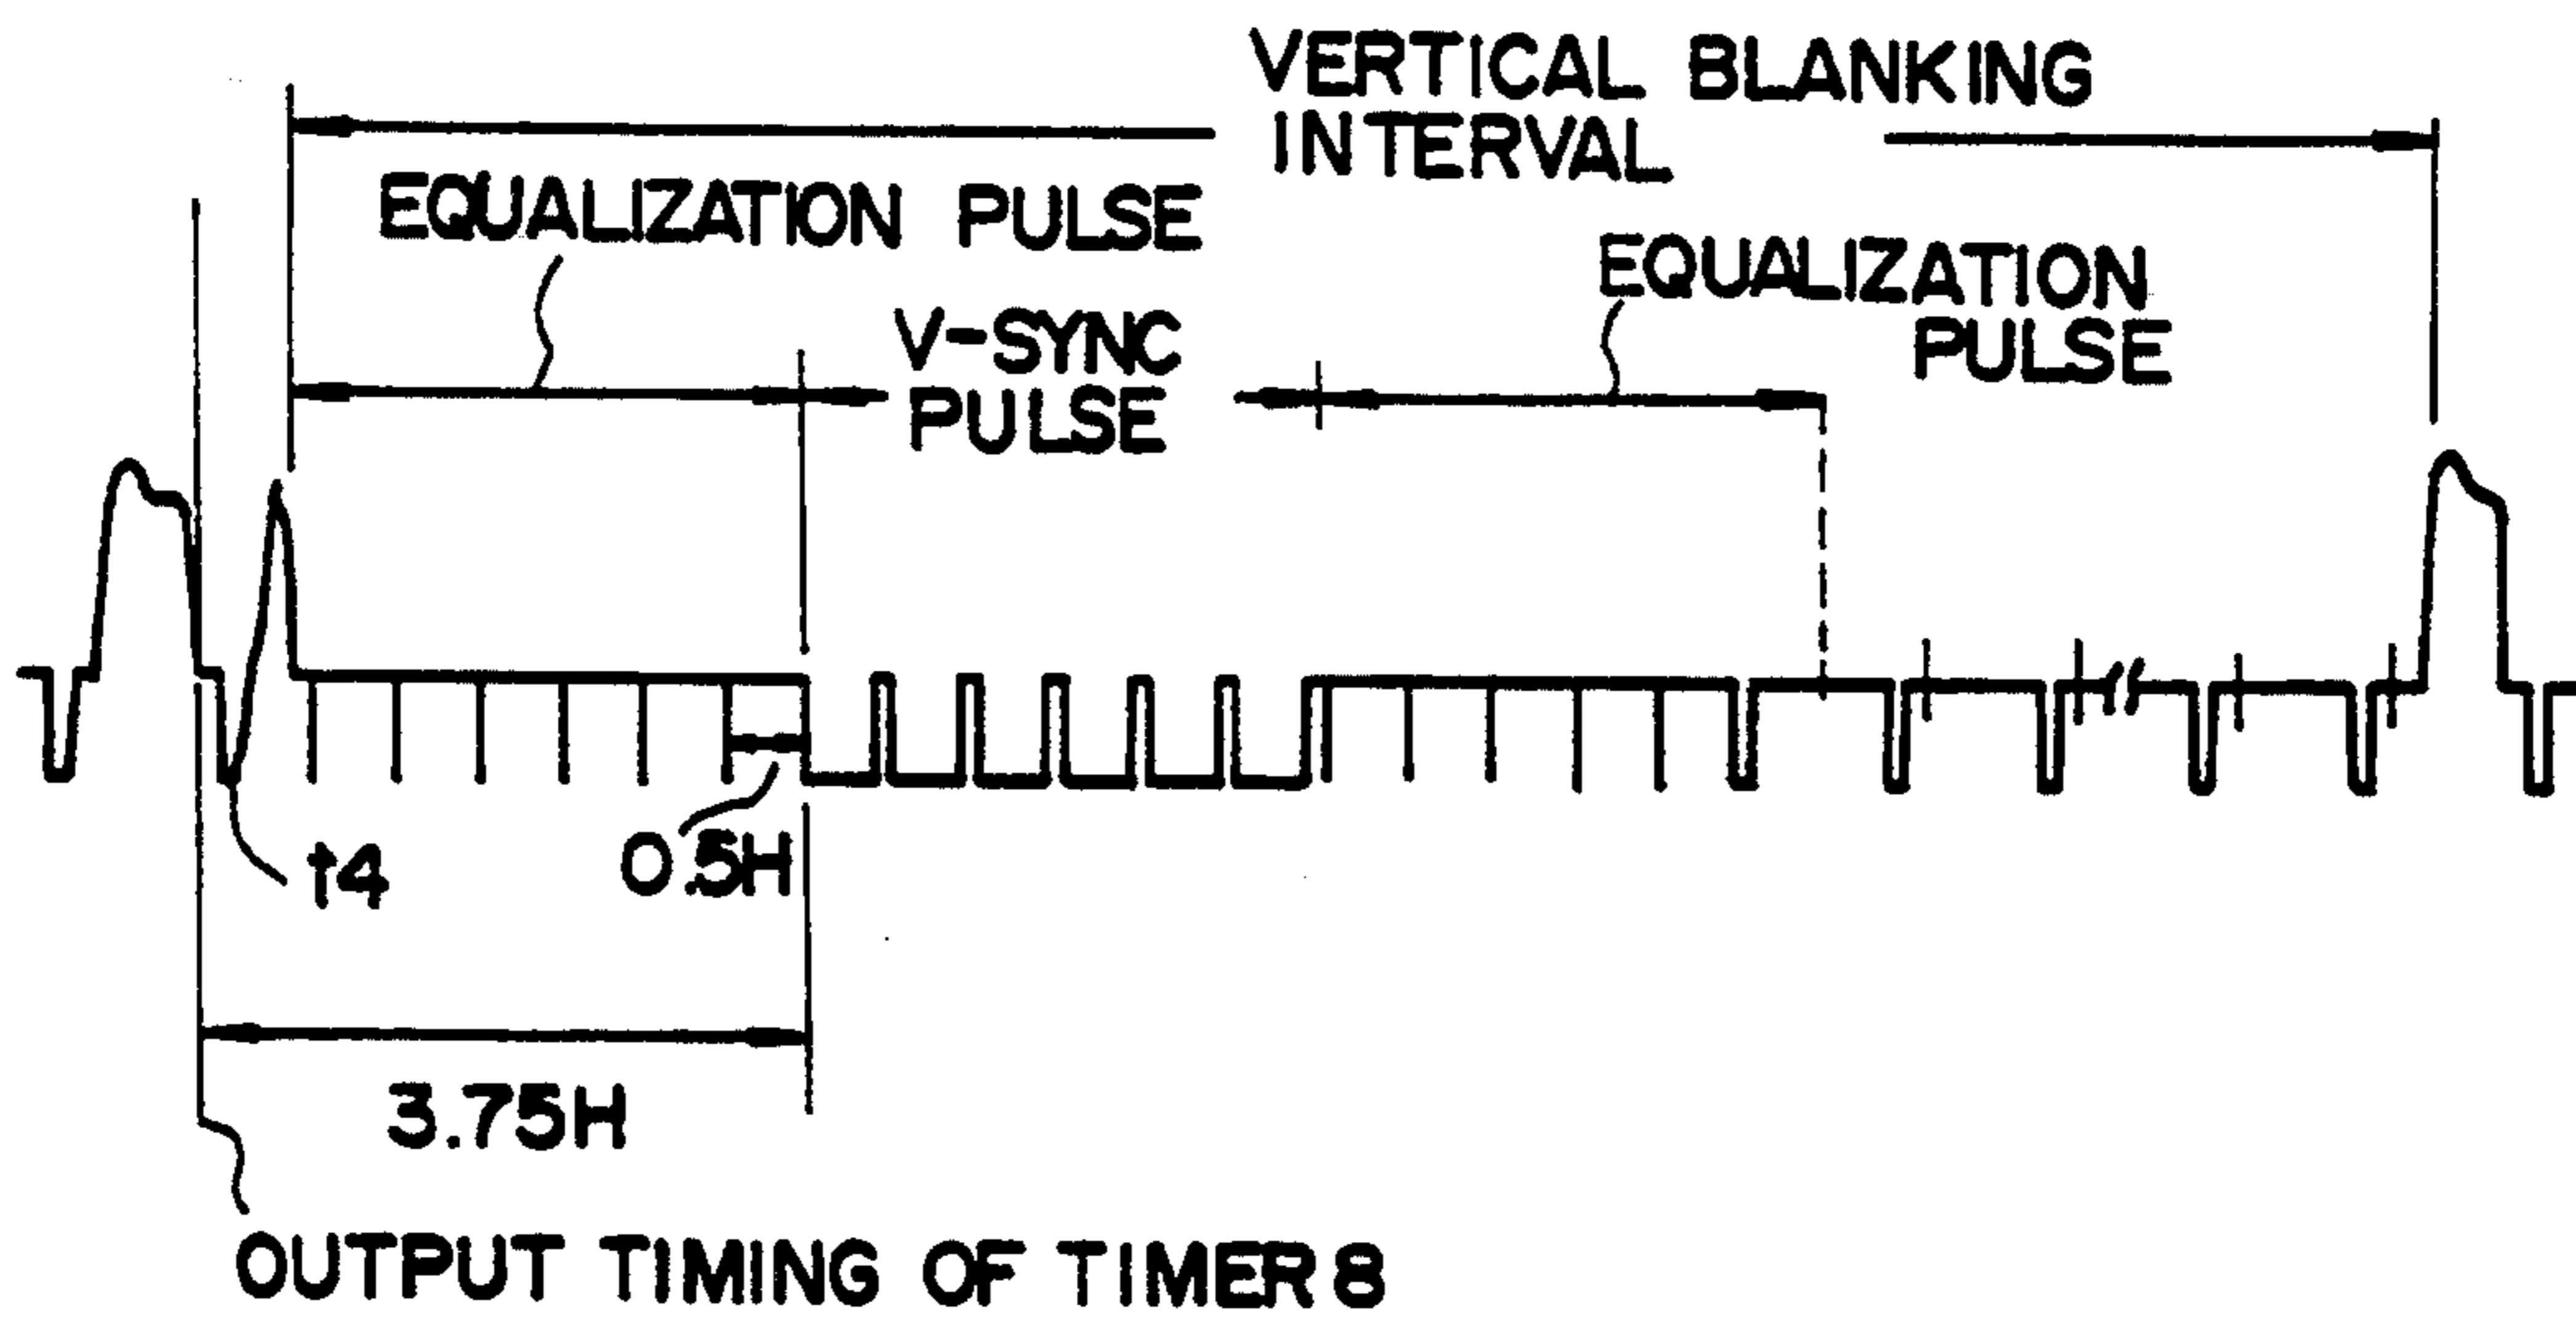 VERTICAL BLANKING
INTERVAL
EQUALIZATION PULSE
EQUALIZATION
PULSE
V-SYNC
PULSE
t4
0.5H
3.75H
OUTPUT TIMING OF TIMER 8